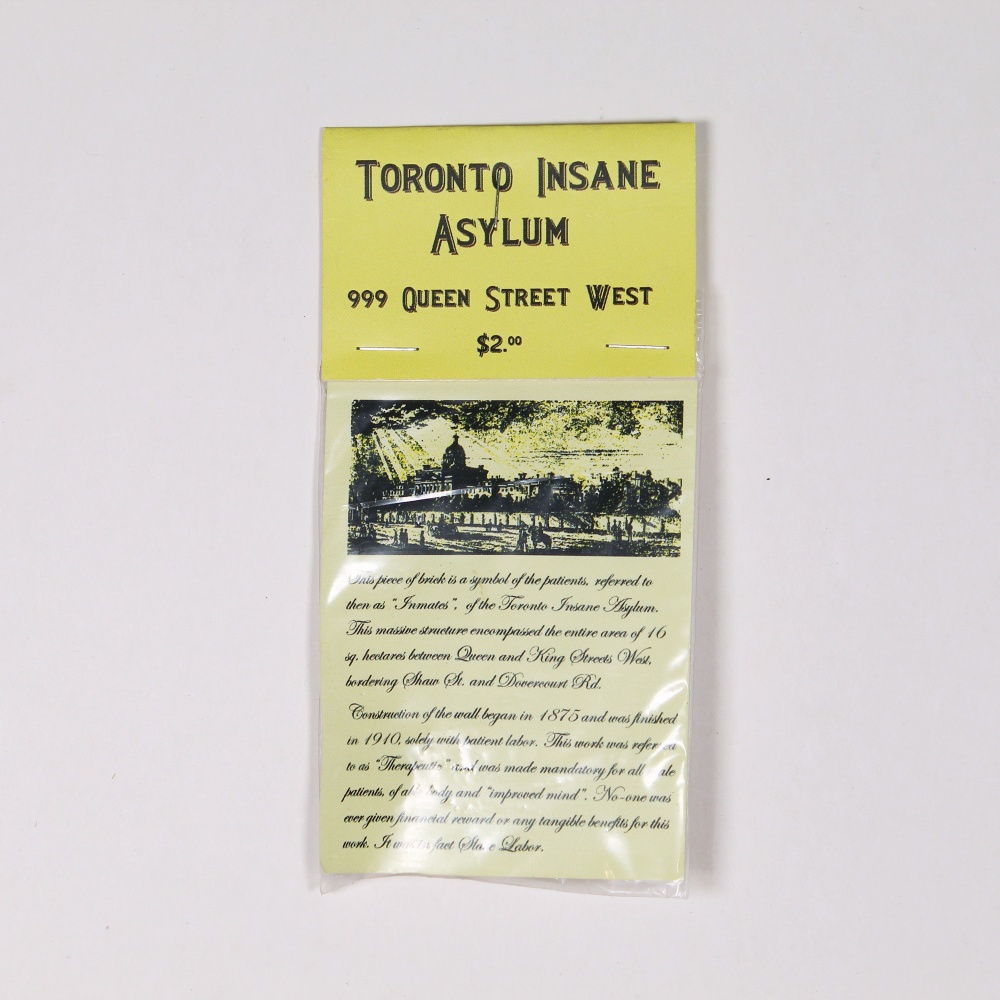 TORONTO INSANE
ASYLUM
999 QUEEN STREET WEST
$2.00
This piece of brick is a symbol of the patients, referred to
then as "Inmates", of the Toronto Insane Asylum.
This massive structure encompassed the entire area of 16
sq. hectares between Queen and King Streets West,
bordering Shaw St. and Dovercourt Rd.
Construction of the wall began in 1875 and was finished
in 1910, solely with patient labor. This work was referred
to as "Therapeutic" and was made mandatory for all male
patients, of able body and "improved mind". No-one was
ever given financial reward or any tangible benefits for this
work. It was in fact Slave Labor.